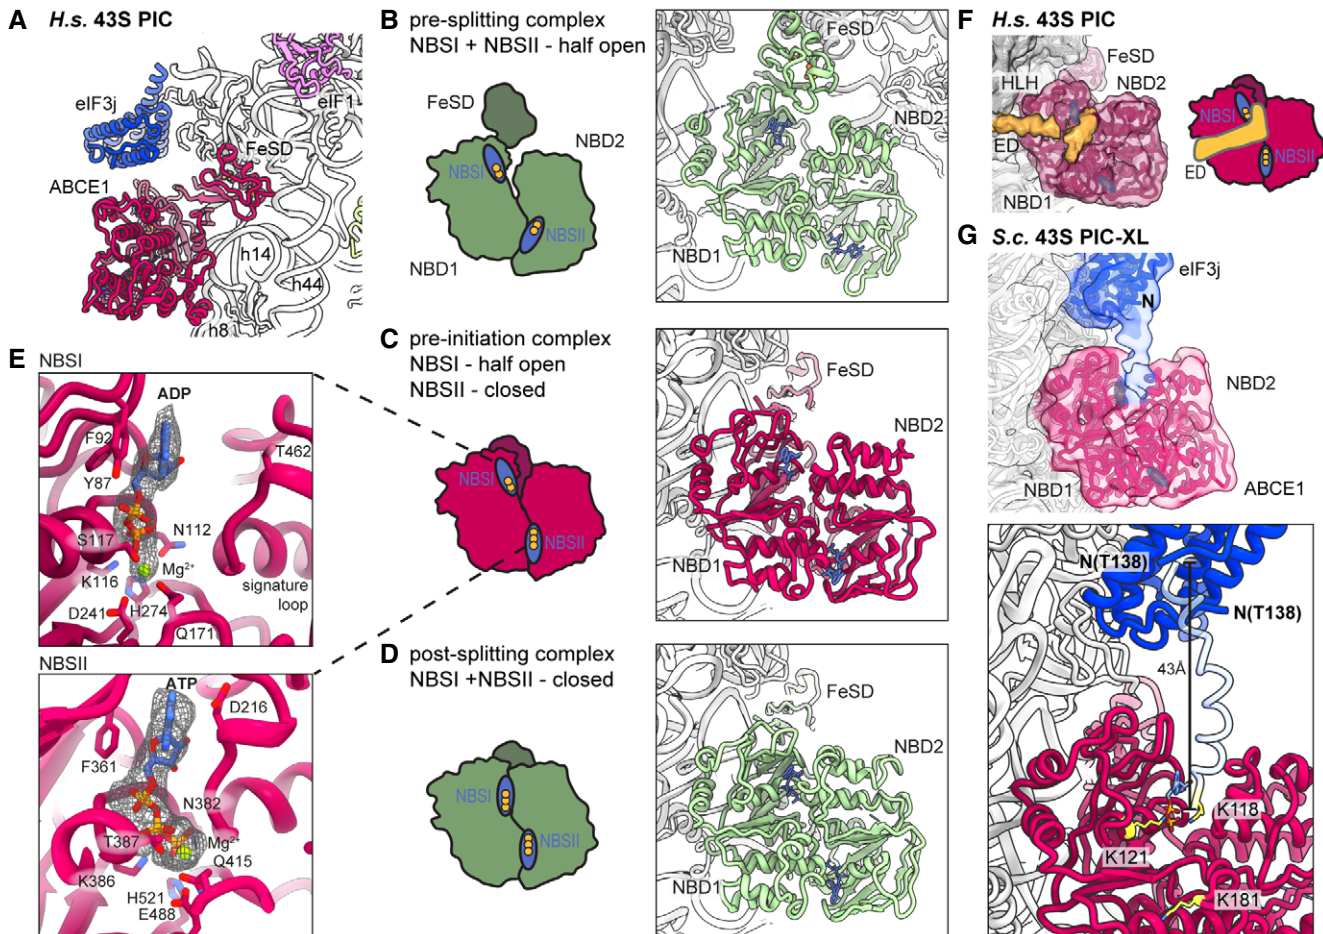 A H.s. 43S PIC
eIF3j
eIF1
FeSD
ABCE1
h14
h44
h8
B pre-splitting complex
NBSI + NBSII - half open
FeSD
NBD2
NBSI
NBSII
NBD1
FeSD
NBD2
NBD1
C pre-initiation complex
NBSI - half open
NBSII - closed
NBSI
NBSII
FeSD
NBD2
NBD1
D post-splitting complex
NBSI +NBSII - closed
NBSI
NBSII
FeSD
NBD2
NBD1
E NBSI
ADP
F92
T462
Y87
N112
S117
Mg2+
K116
signature
loop
D241
H274
Q171
NBSII
ATP
D216
F361
N382
T387
Mg2+
Q415
K386
H521
E488
F H.s. 43S PIC
FeSD
HLH
NBD2
ED
NBD1
NBSI
NBSII
ED
G S.c. 43S PIC-XL
eIF3j
N
NBD2
NBD1
ABCE1
N(T138)
N(T138)
43Å
K118
K121
K181